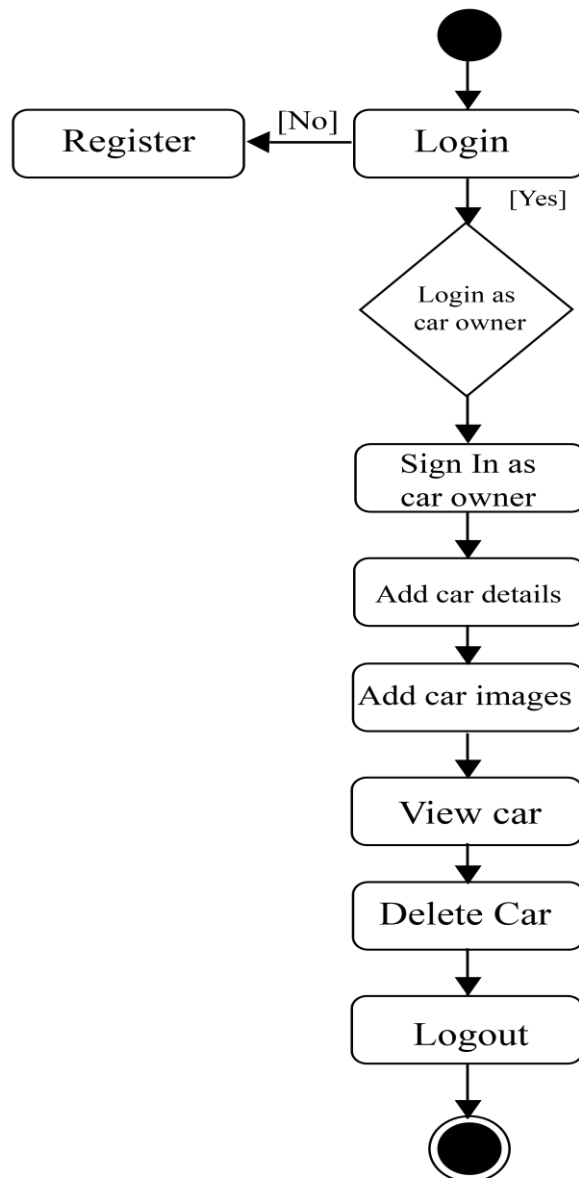 Register
[No]
Login
[Yes]
Login as
car owner
Sign In as
car owner
Add car details
Add car images
View car
Delete Car
Logout